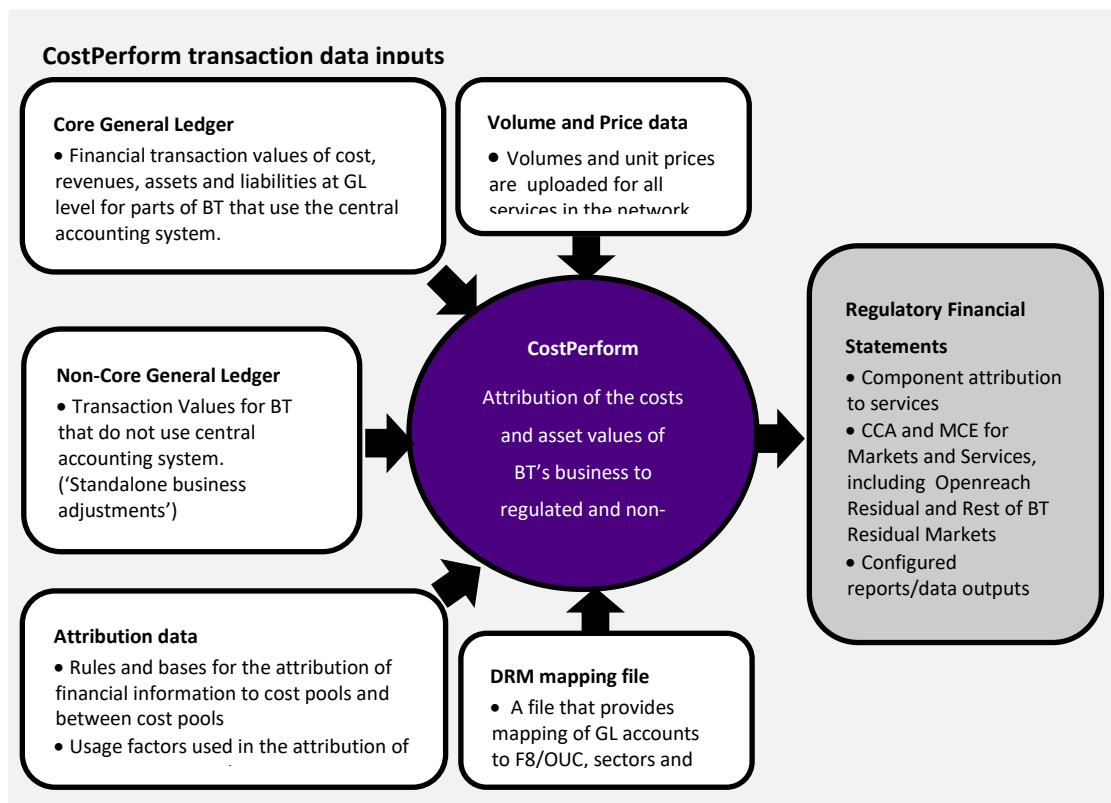 CostPerform transaction data inputs
Core General Ledger
• Financial transaction values of cost,
revenues, assets and liabilities at GL
level for parts of BT that use the central
accounting system.
Volume and Price data
• Volumes and unit prices
are uploaded for all
services in the network
Non-Core General Ledger
• Transaction Values for BT
that do not use central
accounting system.
(‘Standalone business
adjustments’)
CostPerform
Attribution of the costs
and asset values of
BT’s business to
regulated and non-
Regulatory Financial
Statements
• Component attribution
to services
• CCA and MCE for
Markets and Services,
including Openreach
Residual and Rest of BT
Residual Markets
• Configured
reports/data outputs
Attribution data
• Rules and bases for the attribution of
financial information to cost pools and
between cost pools
• Usage factors used in the attribution of
DRM mapping file
• A file that provides
mapping of GL accounts
to F8/OUC, sectors and